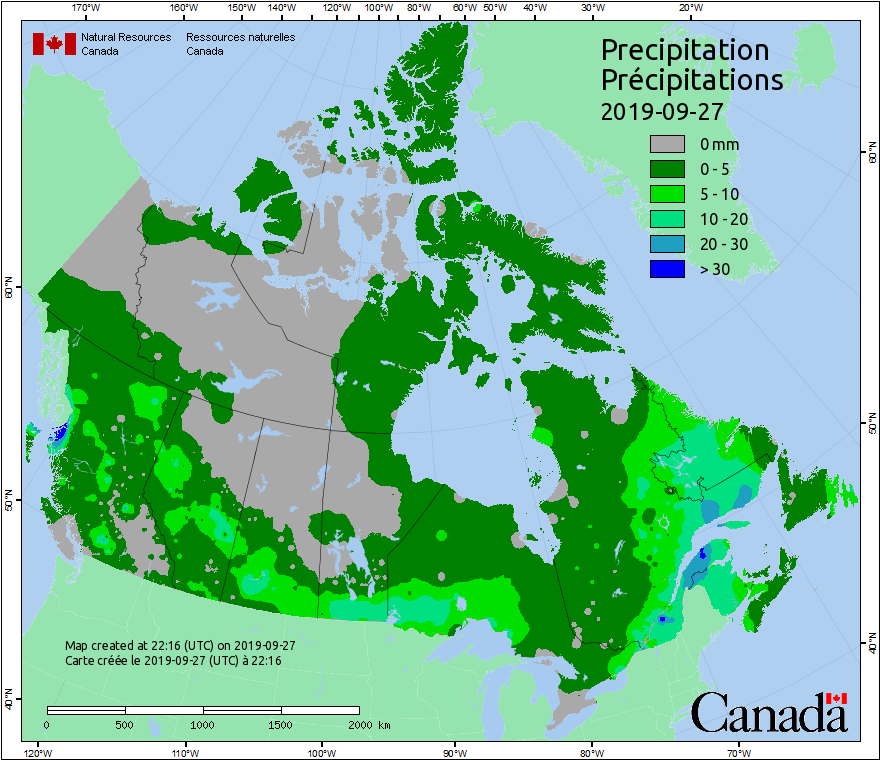 170°W 160°W 150°W 140°W 130°W 120°W 110°W 100°W 90°W 80°W 70°W 60°W 50°W 40°W 30°W 20°W
Natural Resources Ressources naturelles
Canada Canada
Precipitation
Précipitations
2019-09-27
0 mm
0 - 5
5 - 10
10 - 20
20 - 30
> 30
60°N
50°N
40°N
60°N
50°N
40°N
Map created at 22:16 (UTC) on 2019-09-27
Carte créée le 2019-09-27 (UTC) à 22:16
0 500 1000 1500 2000 km
Canada
120°W 110°W 100°W 90°W 80°W 70°W